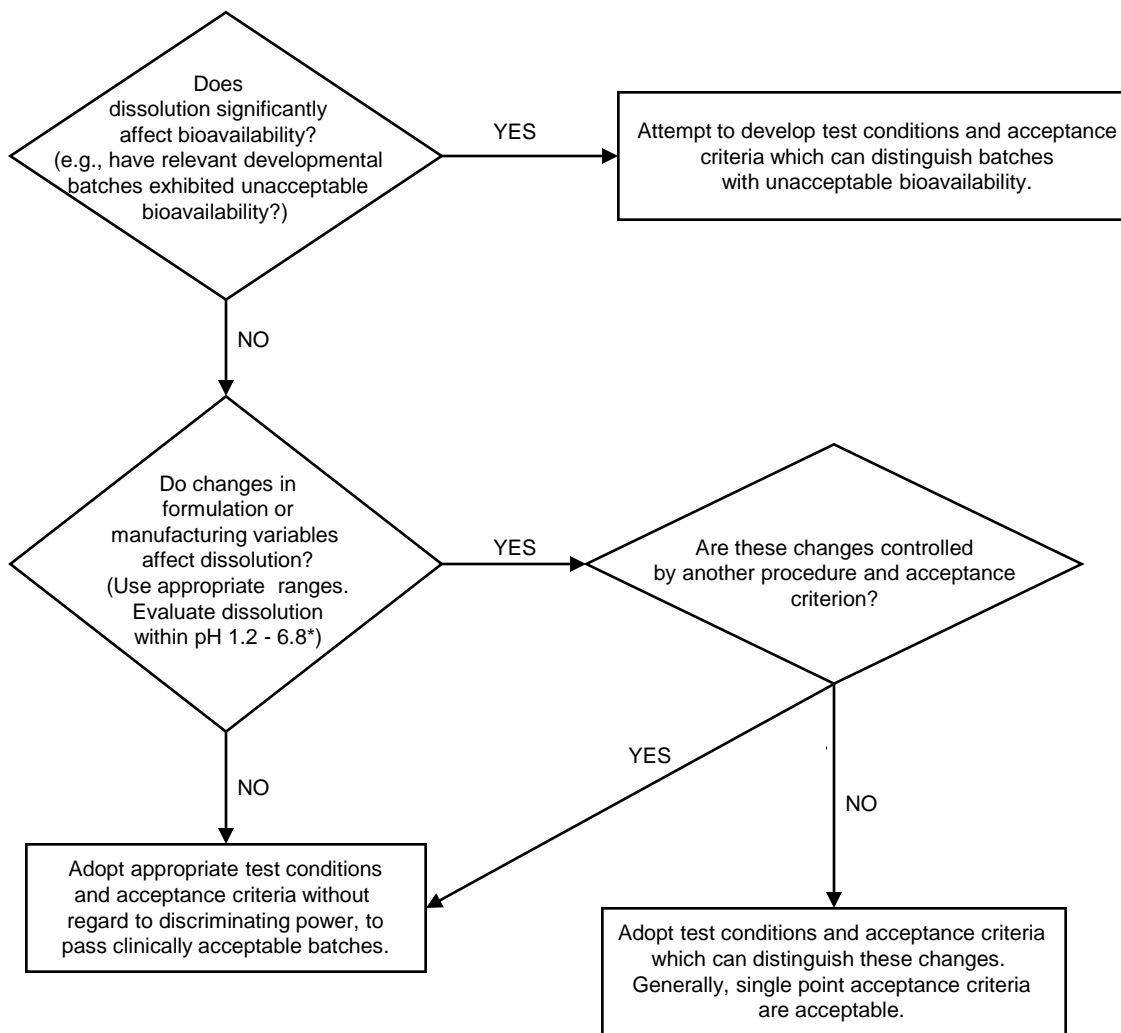 Does
dissolution significantly
affect bioavailability?
(e.g., have relevant developmental
batches exhibited unacceptable
bioavailability?)
YES
Attempt to develop test conditions and acceptance
criteria which can distinguish batches
with unacceptable bioavailability.
NO
Do changes in
formulation or
manufacturing variables
affect dissolution?
(Use appropriate ranges.
Evaluate dissolution
within pH 1.2 - 6.8*)
YES
Are these changes controlled
by another procedure and acceptance
criterion?
YES
NO
NO
Adopt appropriate test conditions
and acceptance criteria without
regard to discriminating power, to
pass clinically acceptable batches.
Adopt test conditions and acceptance criteria
which can distinguish these changes.
Generally, single point acceptance criteria
are acceptable.